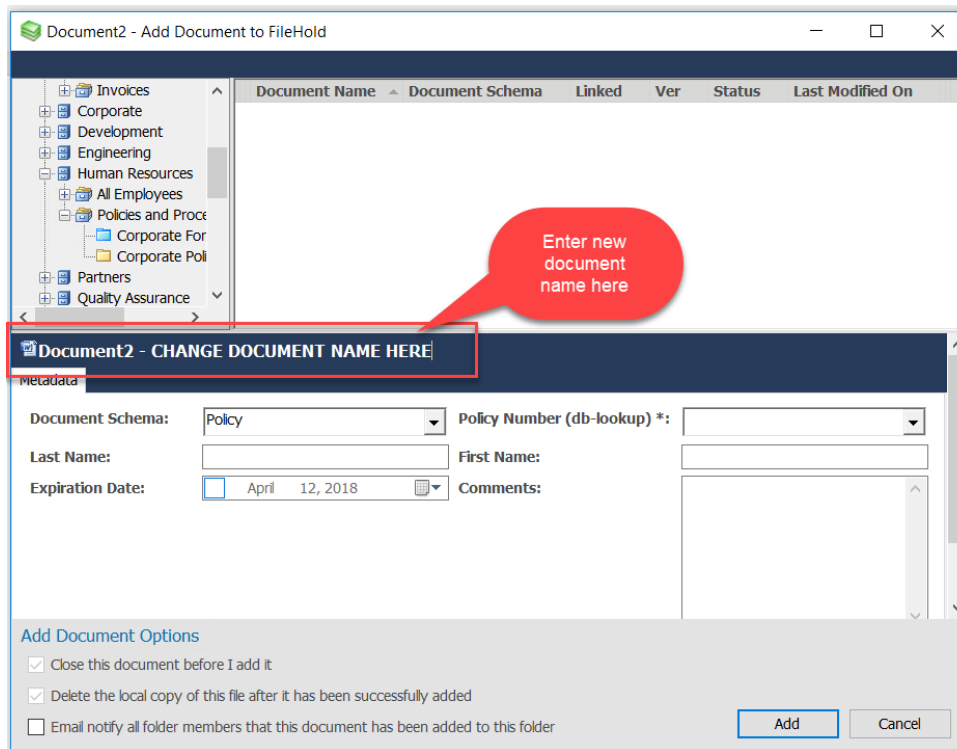 Document2 - Add Document to FileHold
Invoices
Corporate
Development
Engineering
Human Resources
All Employees
Policies and Proce
Corporate For
Corporate Poli
Partners
Quality Assurance
Document Name Document Schema Linked Ver Status Last Modified On
Enter new
document
name here
Document2 - CHANGE DOCUMENT NAME HERE
Metadata
Document Schema: Policy Policy Number (db-lookup) *:
Last Name: First Name:
Expiration Date: April 12, 2018 Comments:
Add Document Options
Close this document before I add it
Delete the local copy of this file after it has been successfully added
Email notify all folder members that this document has been added to this folder
Add Cancel